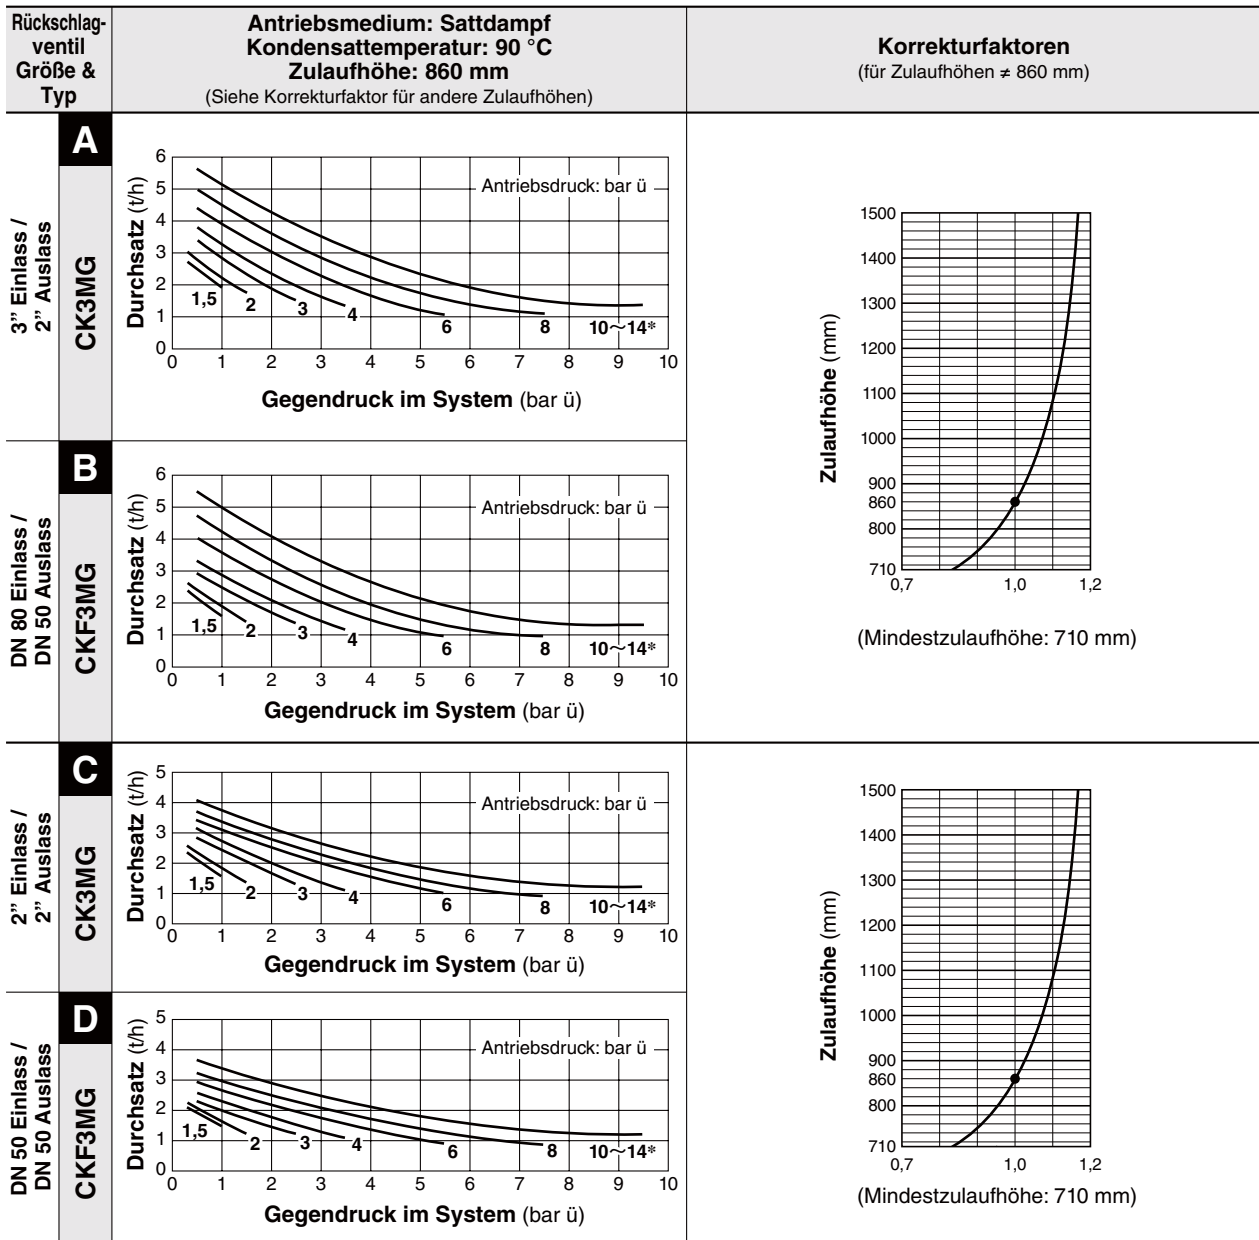 Rückschlag-
ventil
Größe &
Typ
Antriebsmedium: Sattdampf
Kondensattemperatur: 90 °C
Zulaufhöhe: 860 mm
(Siehe Korrekturfaktor für andere Zulaufhöhen)
Korrekturfaktoren
(für Zulaufhöhen ≠ 860 mm)
A
3” Einlass /
2” Auslass
CK3MG
Durchsatz (t/h)
6
5
4
3
2
1
0
Antriebsdruck: bar ü
1,5
2
3
4
6
8
10～14*
0 1 2 3 4 5 6 7 8 9 10
Gegendruck im System (bar ü)
B
DN 80 Einlass /
DN 50 Auslass
CKF3MG
Durchsatz (t/h)
6
5
4
3
2
1
0
Antriebsdruck: bar ü
1,5
2
3
4
6
8
10～14*
0 1 2 3 4 5 6 7 8 9 10
Gegendruck im System (bar ü)
Zulaufhöhe (mm)
1500
1400
1300
1200
1100
1000
900
860
800
710
0,7 1,0 1,2
(Mindestzulaufhöhe: 710 mm)
C
2” Einlass /
2” Auslass
CK3MG
Durchsatz (t/h)
5
4
3
2
1
0
Antriebsdruck: bar ü
1,5
2
3
4
6
8
10～14*
0 1 2 3 4 5 6 7 8 9 10
Gegendruck im System (bar ü)
D
DN 50 Einlass /
DN 50 Auslass
CKF3MG
Durchsatz (t/h)
5
4
3
2
1
0
Antriebsdruck: bar ü
1,5
2
3
4
6
8
10～14*
0 1 2 3 4 5 6 7 8 9 10
Gegendruck im System (bar ü)
Zulaufhöhe (mm)
1500
1400
1300
1200
1100
1000
900
860
800
710
0,7 1,0 1,2
(Mindestzulaufhöhe: 710 mm)